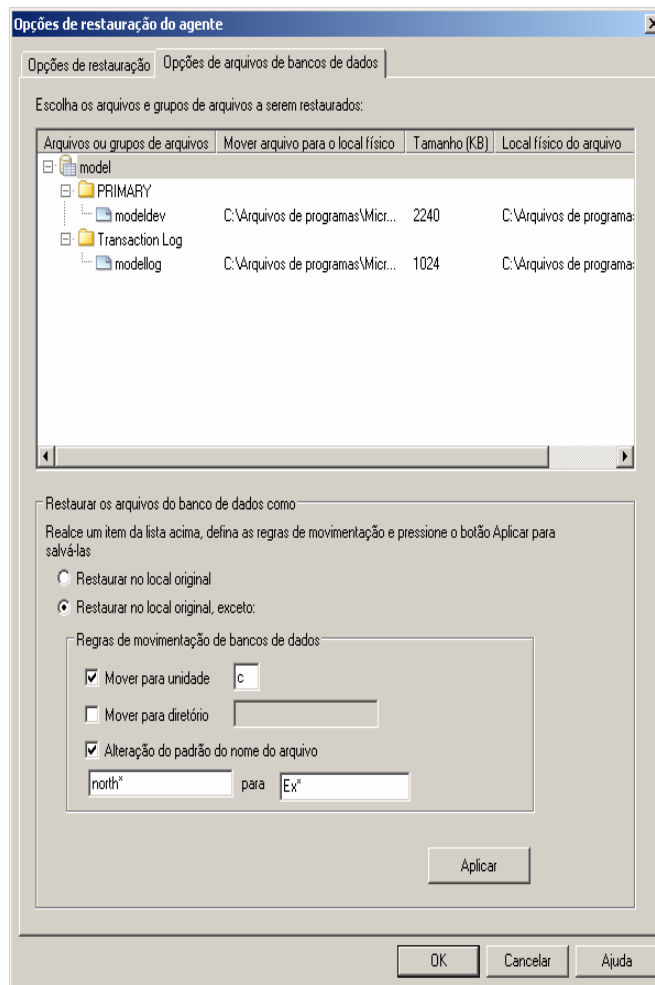 Opções de restauração do agente
Opções de restauração
Opções de arquivos de bancos de dados
Escolha os arquivos e grupos de arquivos a serem restaurados:
Arquivos ou grupos de arquivos Mover arquivo para o local físico Tamanho (KB) Local físico do arquivo
model
PRIMARY
modeldev C:\Arquivos de programas\Micr... 2240 C:\Arquivos de programa
Transaction Log
modellog C:\Arquivos de programas\Micr... 1024 C:\Arquivos de programa
Restaurar os arquivos do banco de dados como
Realce um item da lista acima, defina as regras de movimentação e pressione o botão Aplicar para
salvá-las
Restaurar no local original
Restaurar no local original, exceto:
Regras de movimentação de bancos de dados
Mover para unidade c
Mover para diretório
Alteração do padrão do nome do arquivo
north* para Ex*
Aplicar
OK Cancelar Ajuda